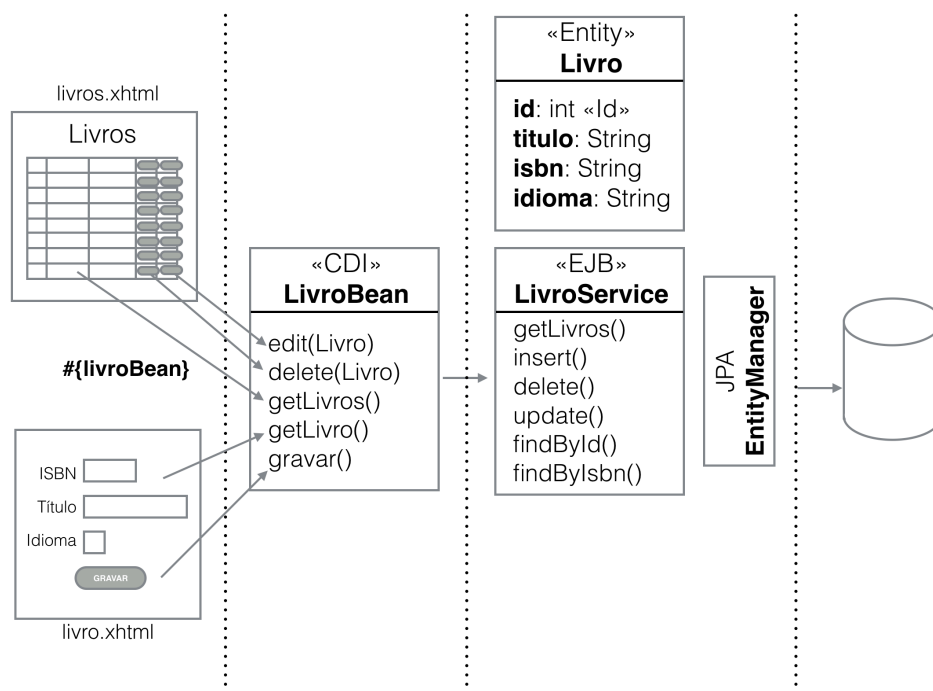 livros.xhtml
Livros
#{livroBean}
ISBN
Título
Idioma
GRAVAR
livro.xhtml
«CDI»
LivroBean
edit(Livro)
delete(Livro)
getLivros()
getLivro()
gravar()
«Entity»
Livro
id: int «Id»
titulo: String
isbn: String
idioma: String
«EJB»
LivroService
getLivros()
insert()
delete()
update()
findById()
findByIsbn()
JPA
EntityManager